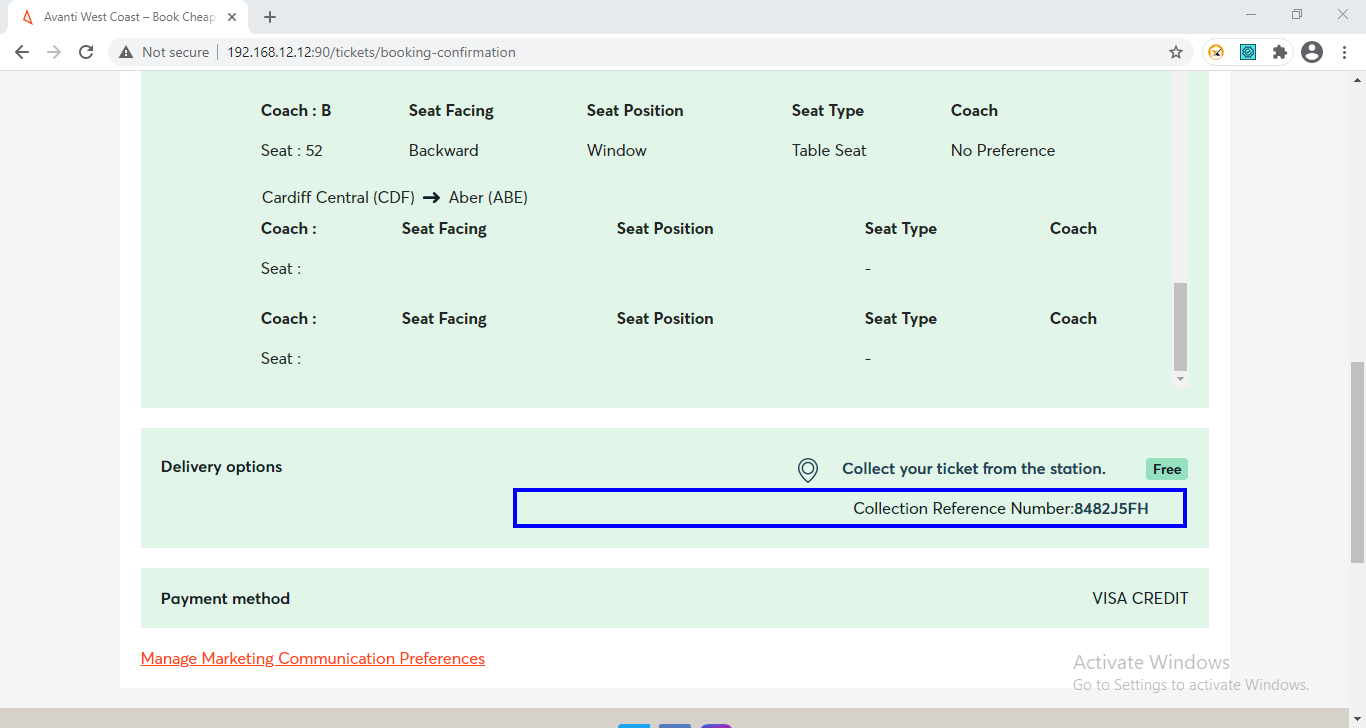 Avanti West Coast – Book Cheap
Not secure | 192.168.12.12:90/tickets/booking-confirmation
Coach : B Seat Facing Seat Position Seat Type Coach
Seat : 52 Backward Window Table Seat No Preference
Cardiff Central (CDF) → Aber (ABE)
Coach : Seat Facing Seat Position Seat Type Coach
Seat : -
Coach : Seat Facing Seat Position Seat Type Coach
Seat : -
Delivery options Collect your ticket from the station. Free
Collection Reference Number:8482J5FH
Payment method VISA CREDIT
Manage Marketing Communication Preferences
Activate Windows
Go to Settings to activate Windows.